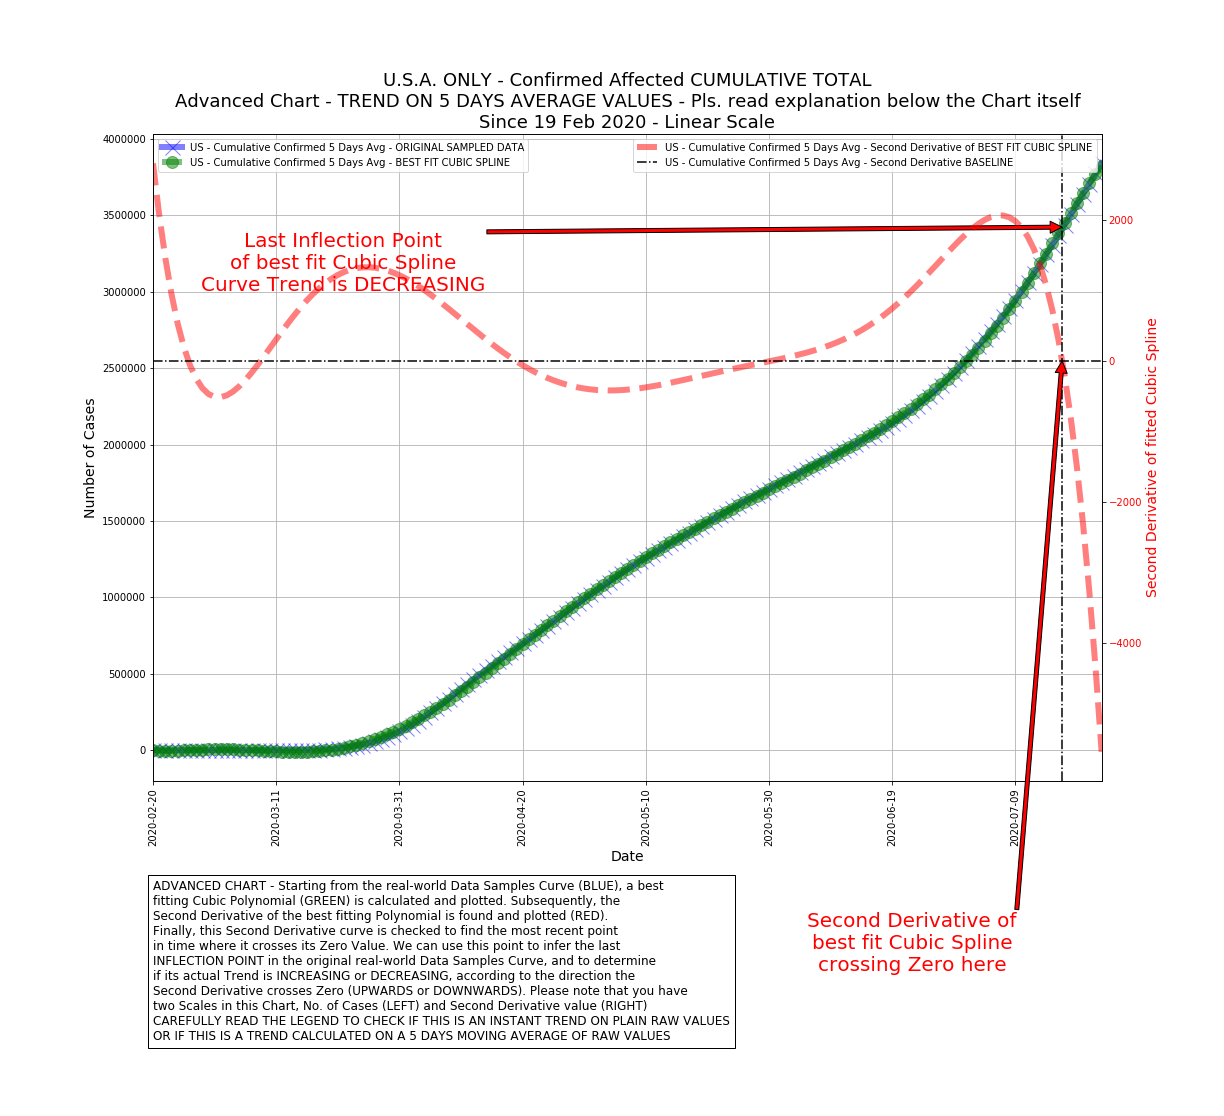 U.S.A. ONLY - Confirmed Affected CUMULATIVE TOTAL
Advanced Chart - TREND ON 5 DAYS AVERAGE VALUES - Pls. read explanation below the Chart itself
Since 19 Feb 2020 - Linear Scale
US - Cumulative Confirmed 5 Days Avg - ORIGINAL SAMPLED DATA
US - Cumulative Confirmed 5 Days Avg - BEST FIT CUBIC SPLINE
US - Cumulative Confirmed 5 Days Avg - Second Derivative of BEST FIT CUBIC SPLINE
US - Cumulative Confirmed 5 Days Avg - Second Derivative BASELINE
Last Inflection Point
of best fit Cubic Spline
Curve Trend is DECREASING
4000000
3500000
3000000
2500000
2000000
1500000
1000000
500000
0
Number of Cases
2000
0
−2000
−4000
Second Derivative of fitted Cubic Spline
2020-02-20
2020-03-11
2020-03-31
2020-04-20
2020-05-10
2020-05-30
2020-06-19
2020-07-09
Date
ADVANCED CHART - Starting from the real-world Data Samples Curve (BLUE), a best
fitting Cubic Polynomial (GREEN) is calculated and plotted. Subsequently, the
Second Derivative of the best fitting Polynomial is found and plotted (RED).
Finally, this Second Derivative curve is checked to find the most recent point
in time where it crosses its Zero Value. We can use this point to infer the last
INFLECTION POINT in the original real-world Data Samples Curve, and to determine
if its actual Trend is INCREASING or DECREASING, according to the direction the
Second Derivative crosses Zero (UPWARDS or DOWNWARDS). Please note that you have
two Scales in this Chart, No. of Cases (LEFT) and Second Derivative value (RIGHT)
CAREFULLY READ THE LEGEND TO CHECK IF THIS IS AN INSTANT TREND ON PLAIN RAW VALUES
OR IF THIS IS A TREND CALCULATED ON A 5 DAYS MOVING AVERAGE OF RAW VALUES
Second Derivative of
best fit Cubic Spline
crossing Zero here